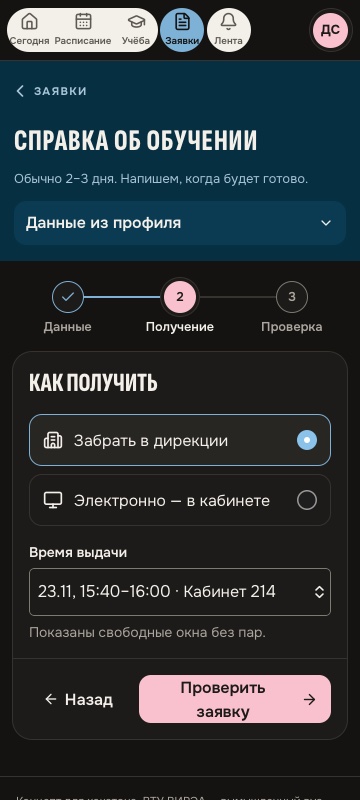 Сегодня
Расписание
Учёба
Заявки
Лента
ДС
ЗАЯВКИ
СПРАВКА ОБ ОБУЧЕНИИ
Обычно 2–3 дня. Напишем, когда будет готово.
Данные из профиля
2
3
Данные
Получение
Проверка
КАК ПОЛУЧИТЬ
Забрать в дирекции
Электронно — в кабинете
Время выдачи
23.11, 15:40–16:00 · Кабинет 214
Показаны свободные окна без пар.
Назад
Проверить
заявку